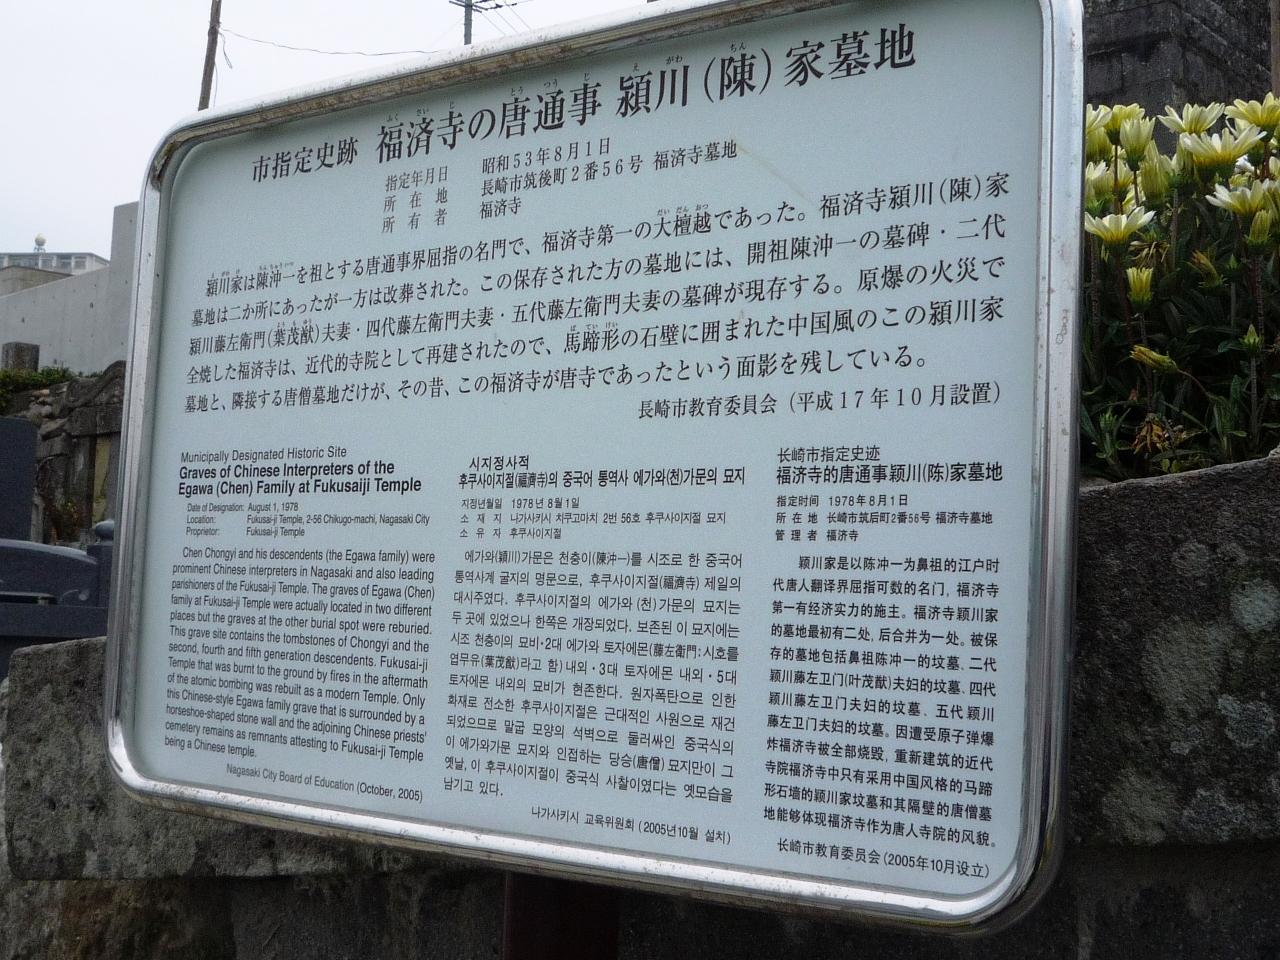 市指定史跡 福済寺の唐通事 潁川(陳)家墓地
指定年月日 昭和53年8月1日
所在地 長崎市筑後町2番56号 福済寺墓地
所有者 福済寺
潁川家は陳沖一を祖とする唐通事界屈指の名門で、福済寺第一の大檀越であった。福済寺潁川(陳)家
墓地は二か所にあったが一方は改葬された。この保存された方の墓地には、開祖陳沖一の墓碑・二代
潁川藤左衛門(葉茂猷)夫妻・四代藤左衛門夫妻・五代藤左衛門夫妻の墓碑が現存する。原爆の火災で
全焼した福済寺は、近代的寺院として再建されたので、馬蹄形の石壁に囲まれた中国風のこの潁川家
墓地と、隣接する唐僧墓地だけが、その昔、この福済寺が唐寺であったという面影を残している。
長崎市教育委員会(平成17年10月設置)
Municipally Designated Historic Site
Graves of Chinese Interpreters of the
Egawa (Chen) Family at Fukusaiji Temple
Date of Designation: August 1, 1978
Location: Fukusai-ji Temple, 2-56 Chikugo-machi, Nagasaki City
Proprietor: Fukusai-ji Temple
Chen Chongyi and his descendents (the Egawa family) were
prominent Chinese interpreters in Nagasaki and also leading
parishioners of the Fukusai-ji Temple. The graves of Egawa (Chen)
family at Fukusai-ji Temple were actually located in two different
places but the graves at the other burial spot were reburied.
This grave site contains the tombstones of Chongyi and the
second, fourth and fifth generation descendents. Fukusai-ji
Temple that was burnt to the ground by fires in the aftermath
of the atomic bombing was rebuilt as a modern Temple. Only
this Chinese-style Egawa family grave that is surrounded by a
horseshoe-shaped stone wall and the adjoining Chinese priests'
cemetery remains as remnants attesting to Fukusai-ji Temple
being a Chinese temple.
Nagasaki City Board of Education (October, 2005)
시지정사적
후쿠사이지절(福濟寺)의 중국어 통역사 에가와(천)가문의 묘지
지정년월일 1978년 8월 1일
소재지 나가사키시 치쿠고마치 2번 56호 후쿠사이지절 묘지
소유자 후쿠사이지절
에가와(潁川)가문은 천충이(陳沖一)를 시조로 한 중국어
통역사계 굴지의 명문으로, 후쿠사이지절(福濟寺) 제일의
대시주였다. 후쿠사이지절의 에가와(천)가문의 묘지는
두 곳에 있었으나 한쪽은 개장되었다. 보존된 이 묘지에는
시조 천충이의 묘비·2대 에가와 토자에몬(藤左衛門;시호를
업무유(葉茂猷)라고 함) 내외·3대 토자에몬 내외·5대
토자에몬 내외의 묘비가 현존한다. 원자폭탄으로 인한
화재로 전소한 후쿠사이지절은 근대적인 사원으로 재건
되었으므로 말굽 모양의 석벽으로 둘러싸인 중국식의
이 에가와가문 묘지와 인접하는 당승(唐僧) 묘지만이 그
옛날, 이 후쿠사이지절이 중국식 사찰이였다는 옛모습을
남기고 있다.
나가사키시 교육위원회 (2005년10월 설치)
长崎市指定史迹
福济寺的唐通事颖川(陈)家墓地
指定时间 1978年8月1日
所在地 长崎市筑后町2番56号 福济寺墓地
管理者 福济寺
颖川家是以陈冲一为鼻祖的江户时
代唐人翻译界屈指可数的名门，福济寺
第一有经济实力的施主。福济寺颖川家
的墓地最初有二处，后合并为一处。被保
存的墓地包括鼻祖陈冲一的坟墓、二代
颖川藤左卫门(叶茂猷)夫妇的坟墓、四代
颖川藤左卫门夫妇的坟墓、五代颖川
藤左卫门夫妇的坟墓。因遭受原子弹爆
炸福济寺被全部烧毁，重新建筑的近代
寺院福济寺中只有采用中国风格的马蹄
形石墙的颖川家坟墓和其隔壁的唐僧墓
地能够体现福济寺作为唐人寺院的风貌。
长崎市教育委员会(2005年10月设立)